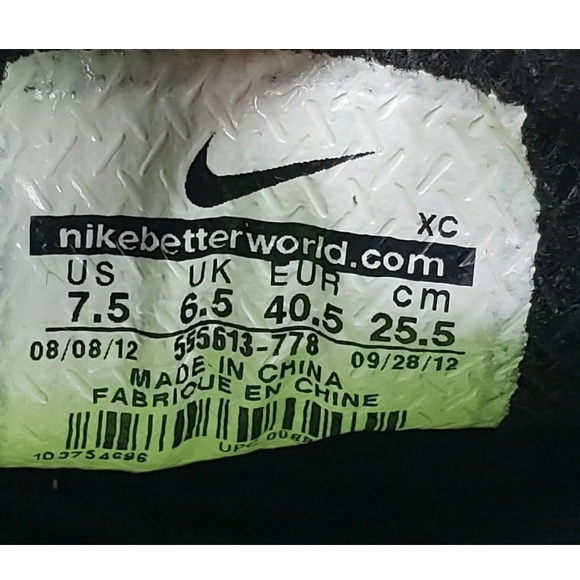 XC
nikebetterworld.com
US UK EUR cm
7.5 6.5 40.5 25.5
08/08/12 555613-778 09/28/12
MADE IN CHINA
FABRIQUE EN CHINE
UPC